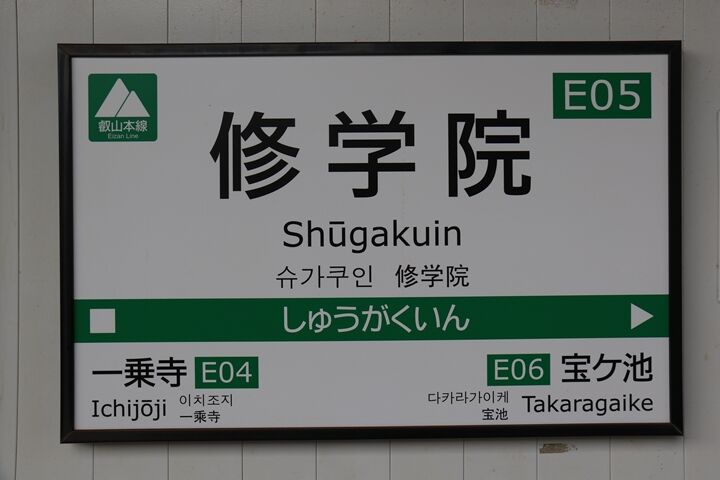 叡山本線
Eizan Line
E05
修学院
Shūgakuin
슈가쿠인 修学院
しゅうがくいん
一乗寺 E04
Ichijōji 이치조지
一乗寺
E06 宝ケ池
다카라가이케 Takaragaike
宝池